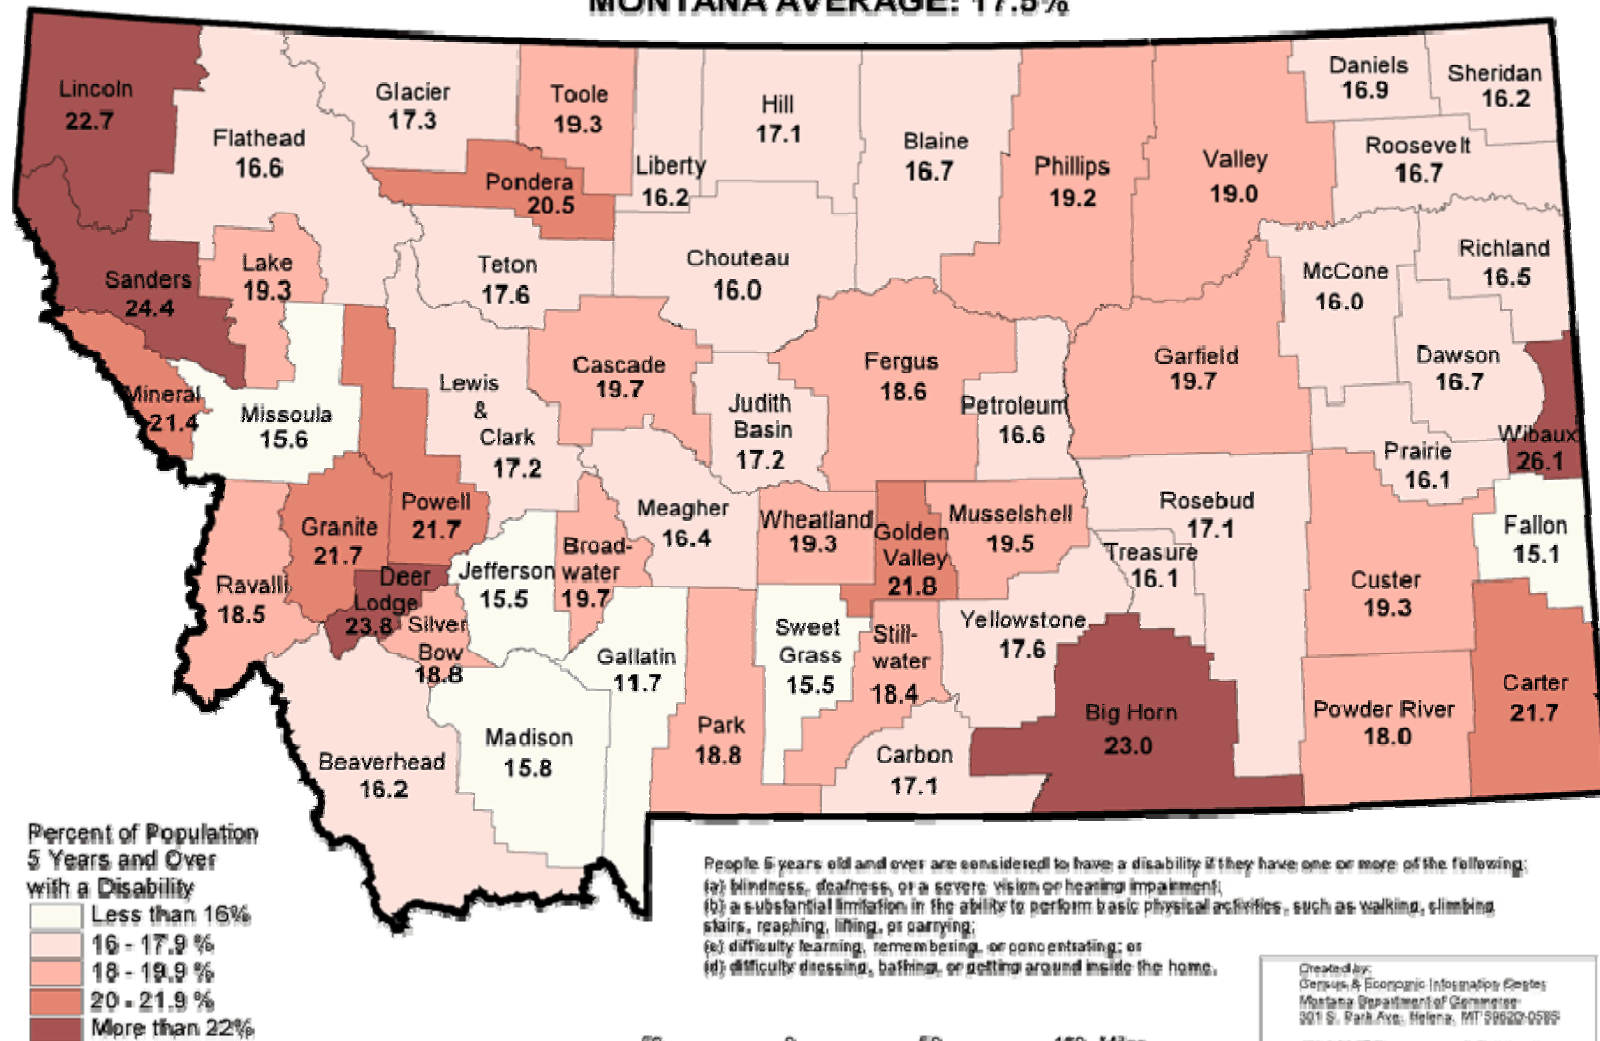 MONTANA AVERAGE: 17.5%
Lincoln
22.7
Flathead
16.6
Glacier
17.3
Toole
19.3
Liberty
16.2
Hill
17.1
Blaine
16.7
Phillips
19.2
Valley
19.0
Daniels
16.9
Sheridan
16.2
Roosevelt
16.7
Pondera
20.5
Sanders
24.4
Lake
19.3
Teton
17.6
Chouteau
16.0
McCone
16.0
Richland
16.5
Mineral
21.4
Missoula
15.6
Lewis
&
Clark
17.2
Cascade
19.7
Judith
Basin
17.2
Fergus
18.6
Petroleum
16.6
Garfield
19.7
Dawson
16.7
Prairie
16.1
Wibaux
26.1
Ravalli
18.5
Granite
21.7
Powell
21.7
Deer
Lodge
23.8
Silver
Bow
18.8
Jefferson
15.5
Broad-
water
19.7
Meagher
16.4
Wheatland
19.3
Golden
Valley
21.8
Musselshell
19.5
Rosebud
17.1
Treasure
16.1
Custer
19.3
Fallon
15.1
Beaverhead
16.2
Madison
15.8
Gallatin
11.7
Park
18.8
Sweet
Grass
15.5
Still-
water
18.4
Yellowstone
17.6
Carbon
17.1
Big Horn
23.0
Powder River
18.0
Carter
21.7
Percent of Population
5 Years and Over
with a Disability
Less than 16%
16 - 17.9 %
18 - 19.9 %
20 - 21.9 %
More than 22%
People 5 years old and over are considered to have a disability if they have one or more of the following:
(a) blindness, deafness, or a severe vision or hearing impairment;
(b) a substantial limitation in the ability to perform basic physical activities, such as walking, climbing
stairs, reaching, lifting, or carrying;
(c) difficulty learning, remembering, or concentrating; or
(d) difficulty dressing, bathing, or getting around inside the home.
Created by:
Census & Economic Information Center
Montana Department of Commerce
301 S. Park Ave, Helena, MT 59620-0585